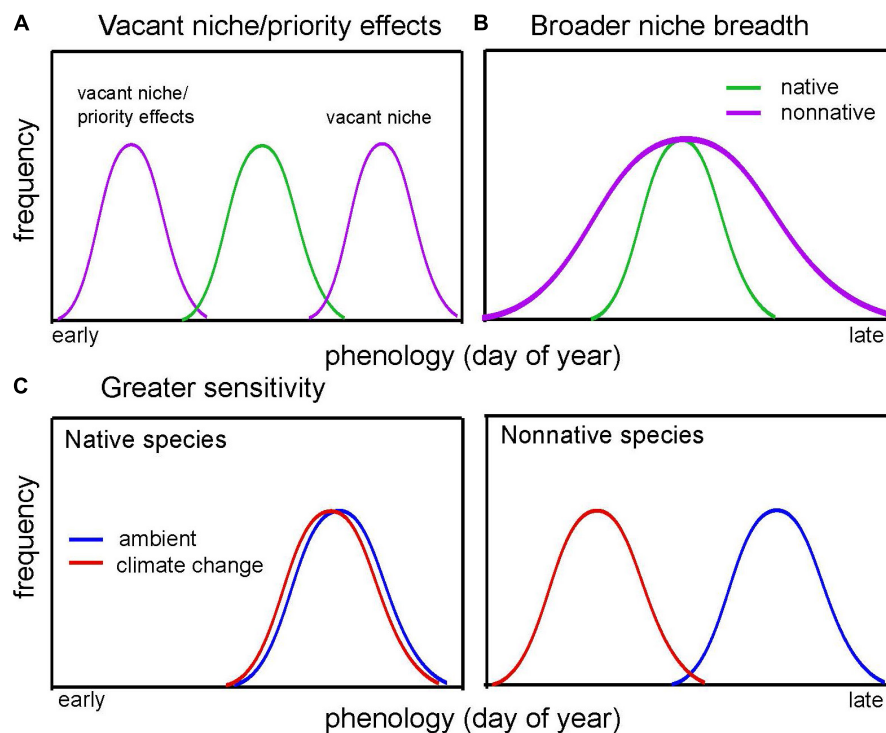 A Vacant niche/priority effects
B Broader niche breadth
vacant niche/
priority effects
vacant niche
native
nonnative
frequency
early
late
phenology (day of year)
C Greater sensitivity
Native species
Nonnative species
ambient
climate change
frequency
early
late
phenology (day of year)